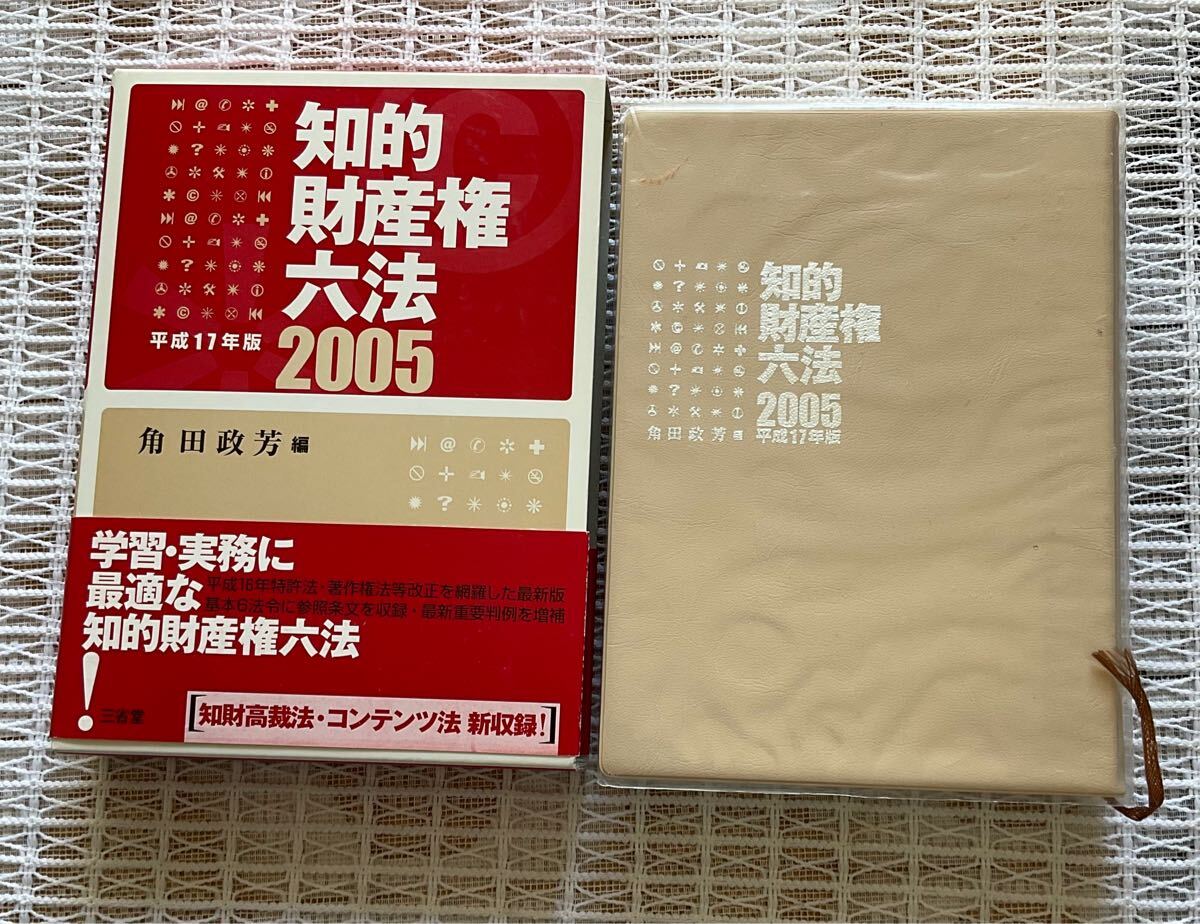 知的
財産権
六法
平成17年版
2005
角田政芳 編
学習・実務に
最適な
知的財産権六法
!
平成16年特許法・著作権法等改正を網羅した最新版
基本6法令に参照条文を収録・最新重要判例を増補
三省堂
知財高裁法・コンテンツ法 新収録!
知的
財産権
六法
2005
角田政芳 編
平成17年版